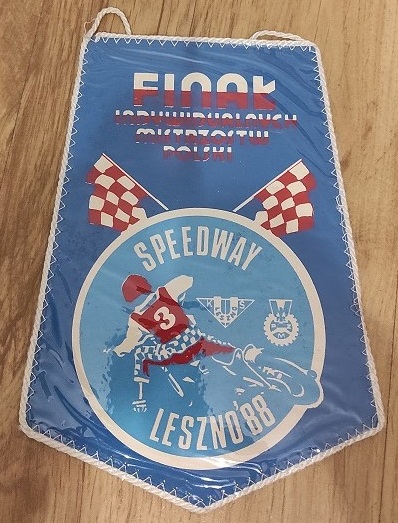 FINAŁ
INDYWIDUALNYCH
MISTRZOSTW
POLSKI
SPEEDWAY
3
LESZNO'88